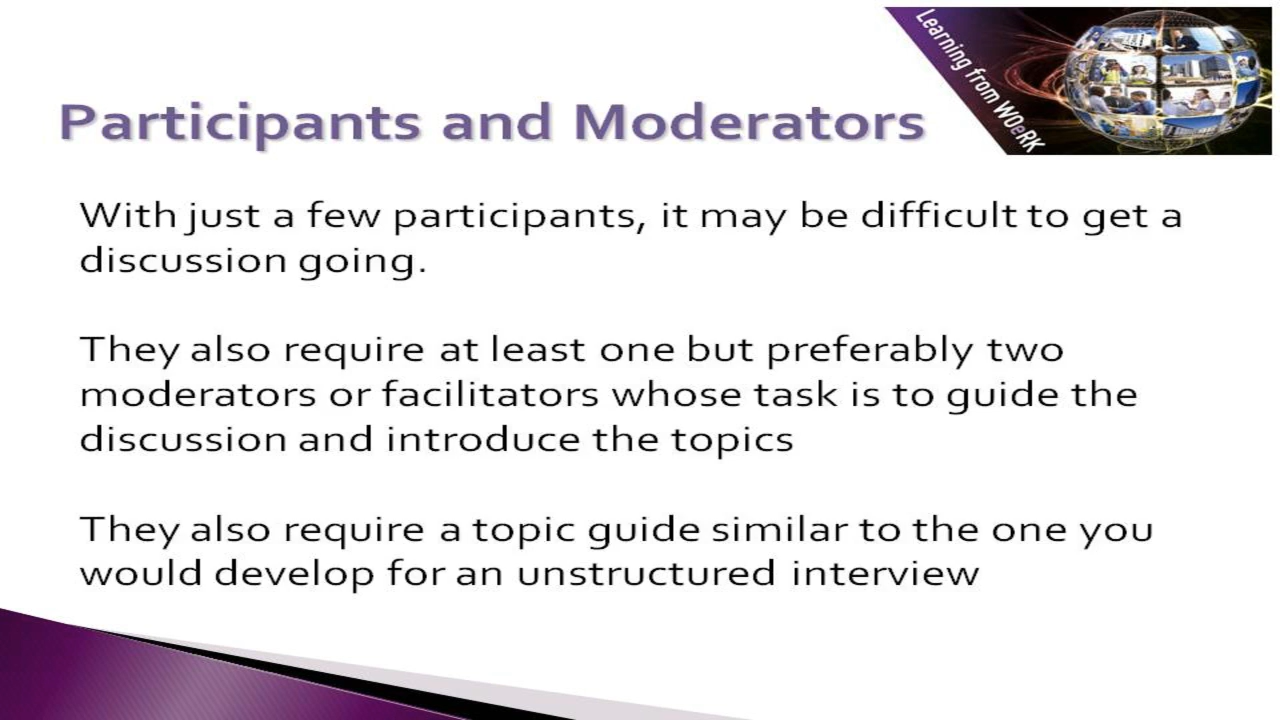 Learning from WOeRK
Participants and Moderators
With just a few participants, it may be difficult to get a
discussion going.
They also require at least one but preferably two
moderators or facilitators whose task is to guide the
discussion and introduce the topics
They also require a topic guide similar to the one you
would develop for an unstructured interview